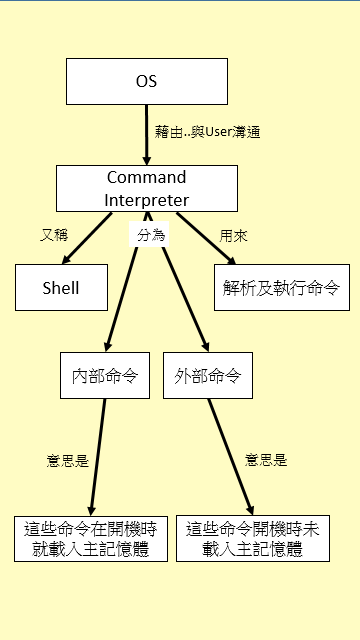 OS
藉由..與User溝通
Command
Interpreter
又稱
分為
用來
Shell
解析及執行命令
內部命令
外部命令
意思是
意思是
這些命令在開機時
就載入主記憶體
這些命令開機時未
載入主記憶體